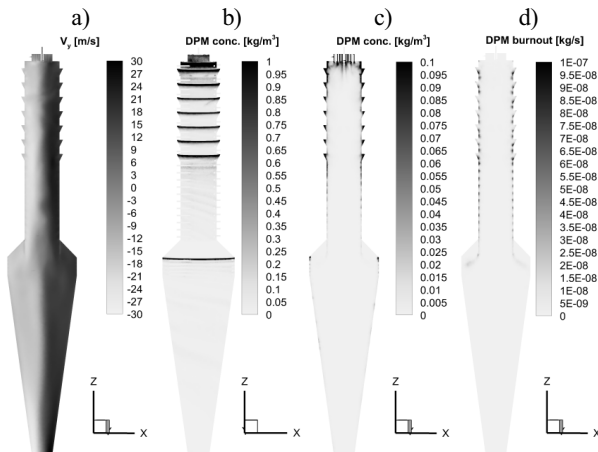 a) b) c) d)
V_y [m/s] DPM conc. [kg/m³] DPM conc. [kg/m³] DPM burnout [kg/s]
30 1 0.1 1E-07
27 0.95 0.095 9.5E-08
24 0.9 0.09 9E-08
21 0.85 0.085 8.5E-08
18 0.8 0.08 8E-08
15 0.75 0.075 7.5E-08
12 0.7 0.07 7E-08
9 0.65 0.065 6.5E-08
6 0.6 0.06 6E-08
3 0.55 0.055 5.5E-08
0 0.5 0.05 5E-08
-3 0.45 0.045 4.5E-08
-6 0.4 0.04 4E-08
-9 0.35 0.035 3.5E-08
-12 0.3 0.03 3E-08
-15 0.25 0.025 2.5E-08
-18 0.2 0.02 2E-08
-21 0.15 0.015 1.5E-08
-24 0.1 0.01 1E-08
-27 0.05 0.005 5E-09
-30 0 0 0
Z Z Z Z
X X X X